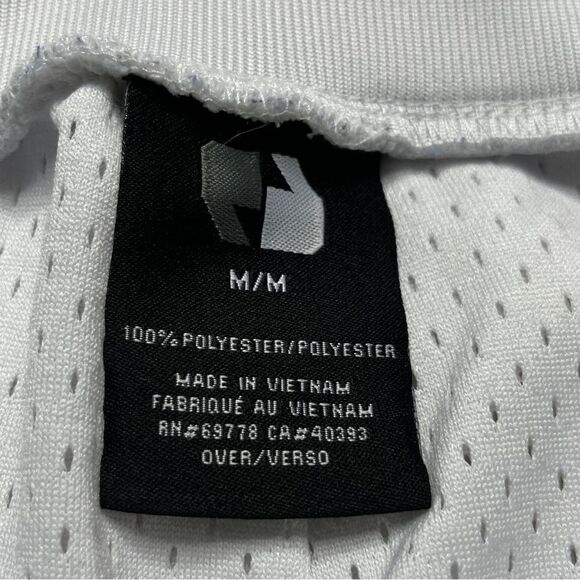 M/M
100% POLYESTER/POLYESTER
MADE IN VIETNAM
FABRIQUÉ AU VIETNAM
RN#69778 CA#40393
OVER/VERSO